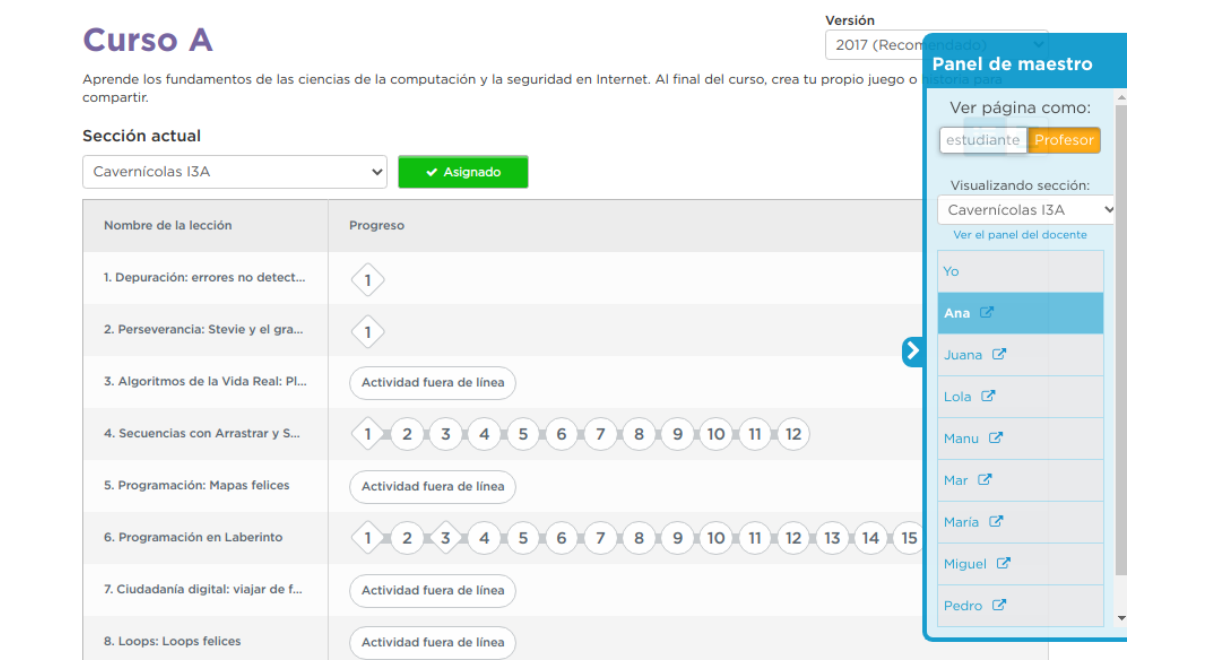 Curso A
Versión
2017 (Recomendado)
Aprende los fundamentos de las ciencias de la computación y la seguridad en Internet. Al final del curso, crea tu propio juego o historia para
compartir.
Sección actual
Cavernícolas I3A
✔ Asignado
Nombre de la lección
Progreso
1. Depuración: errores no detect...
1
2. Perseverancia: Stevie y el gra...
1
3. Algoritmos de la Vida Real: Pl...
Actividad fuera de línea
4. Secuencias con Arrastrar y S...
1 2 3 4 5 6 7 8 9 10 11 12
5. Programación: Mapas felices
Actividad fuera de línea
6. Programación en Laberinto
1 2 3 4 5 6 7 8 9 10 11 12 13 14 15
7. Ciudadanía digital: viajar de f...
Actividad fuera de línea
8. Loops: Loops felices
Actividad fuera de línea
Panel de maestro
Ver página como:
estudiante Profesor
Visualizando sección:
Cavernícolas I3A
Ver el panel del docente
Yo
Ana
Juana
Lola
Manu
Mar
María
Miguel
Pedro